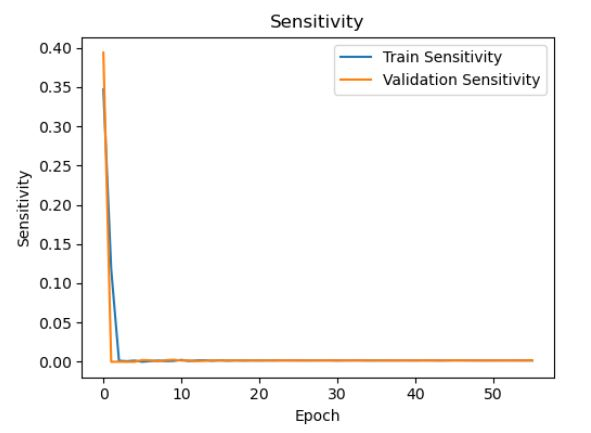 Sensitivity
0.40
Train Sensitivity
Validation Sensitivity
0.35
0.30
0.25
0.20
0.15
0.10
0.05
0.00
Sensitivity
0 10 20 30 40 50
Epoch